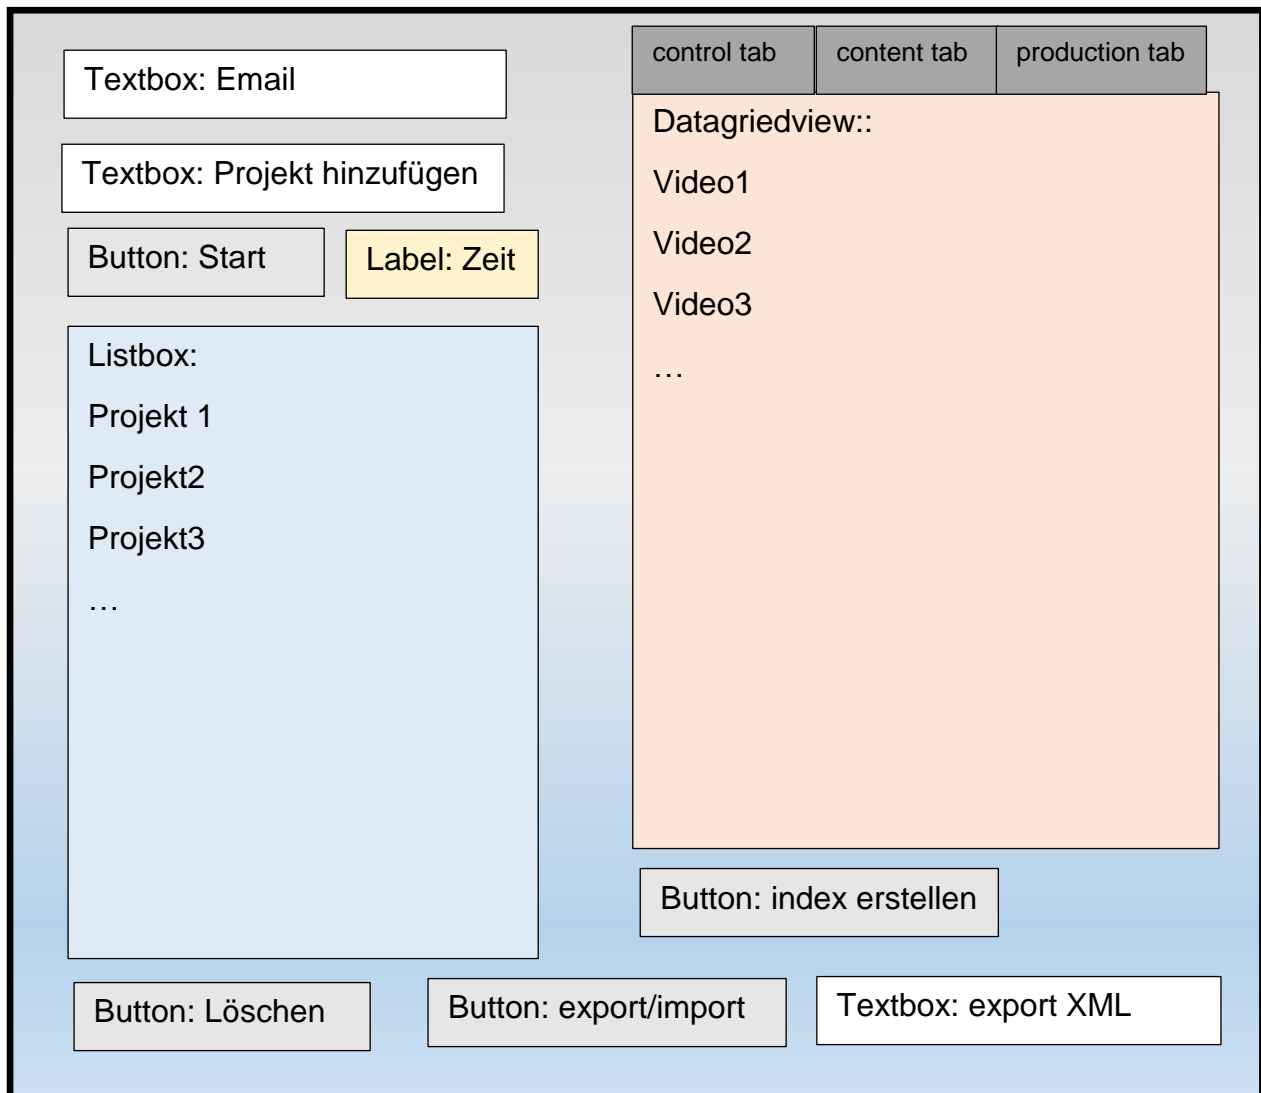 Textbox: Email
Textbox: Projekt hinzufügen
Button: Start
Label: Zeit
Listbox:
Projekt 1
Projekt2
Projekt3
…
Button: Löschen
control tab
content tab
production tab
Datagriedview::
Video1
Video2
Video3
…
Button: index erstellen
Button: export/import
Textbox: export XML